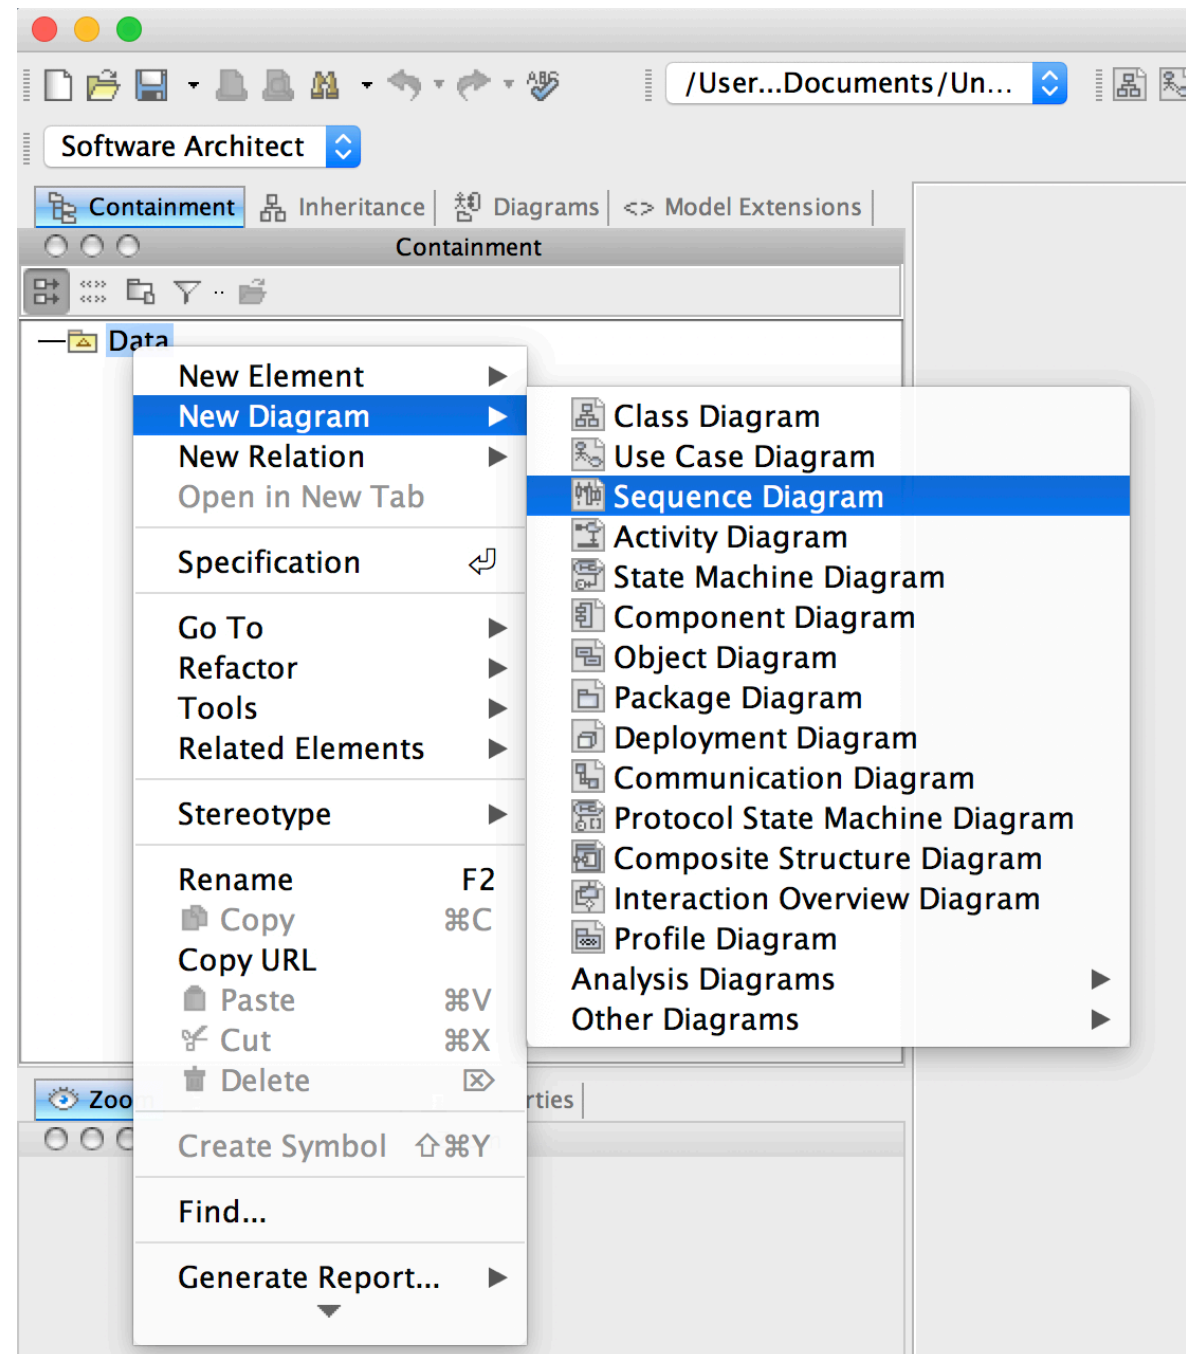 /User...Documents/Un...
Software Architect
Containment Inheritance Diagrams <> Model Extensions
Containment
Data
New Element
New Diagram
New Relation
Open in New Tab
Specification
Go To
Refactor
Tools
Related Elements
Stereotype
Rename F2
Copy ⌘C
Copy URL
Paste ⌘V
Cut ⌘X
Delete ⌦
Create Symbol ⇧⌘Y
Find...
Generate Report...
Class Diagram
Use Case Diagram
Sequence Diagram
Activity Diagram
State Machine Diagram
Component Diagram
Object Diagram
Package Diagram
Deployment Diagram
Communication Diagram
Protocol State Machine Diagram
Composite Structure Diagram
Interaction Overview Diagram
Profile Diagram
Analysis Diagrams
Other Diagrams
Zoo
rties